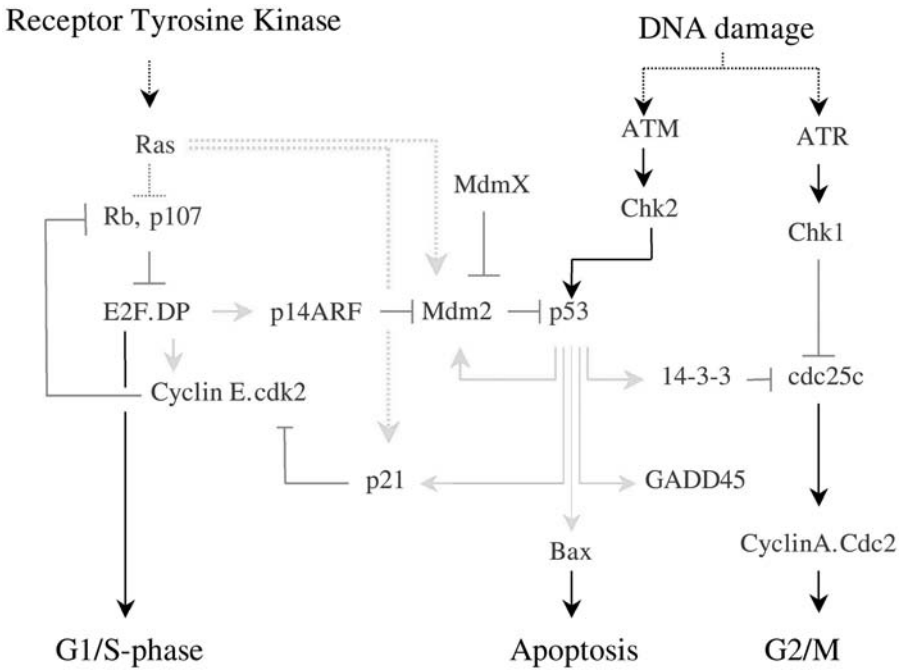 Receptor Tyrosine Kinase
DNA damage
ATM
ATR
Ras
MdmX
Rb, p107
Chk2
Chk1
E2F.DP
p14ARF
Mdm2
p53
14-3-3
cdc25c
Cyclin E.cdk2
p21
GADD45
Bax
CyclinA.Cdc2
G1/S-phase
Apoptosis
G2/M